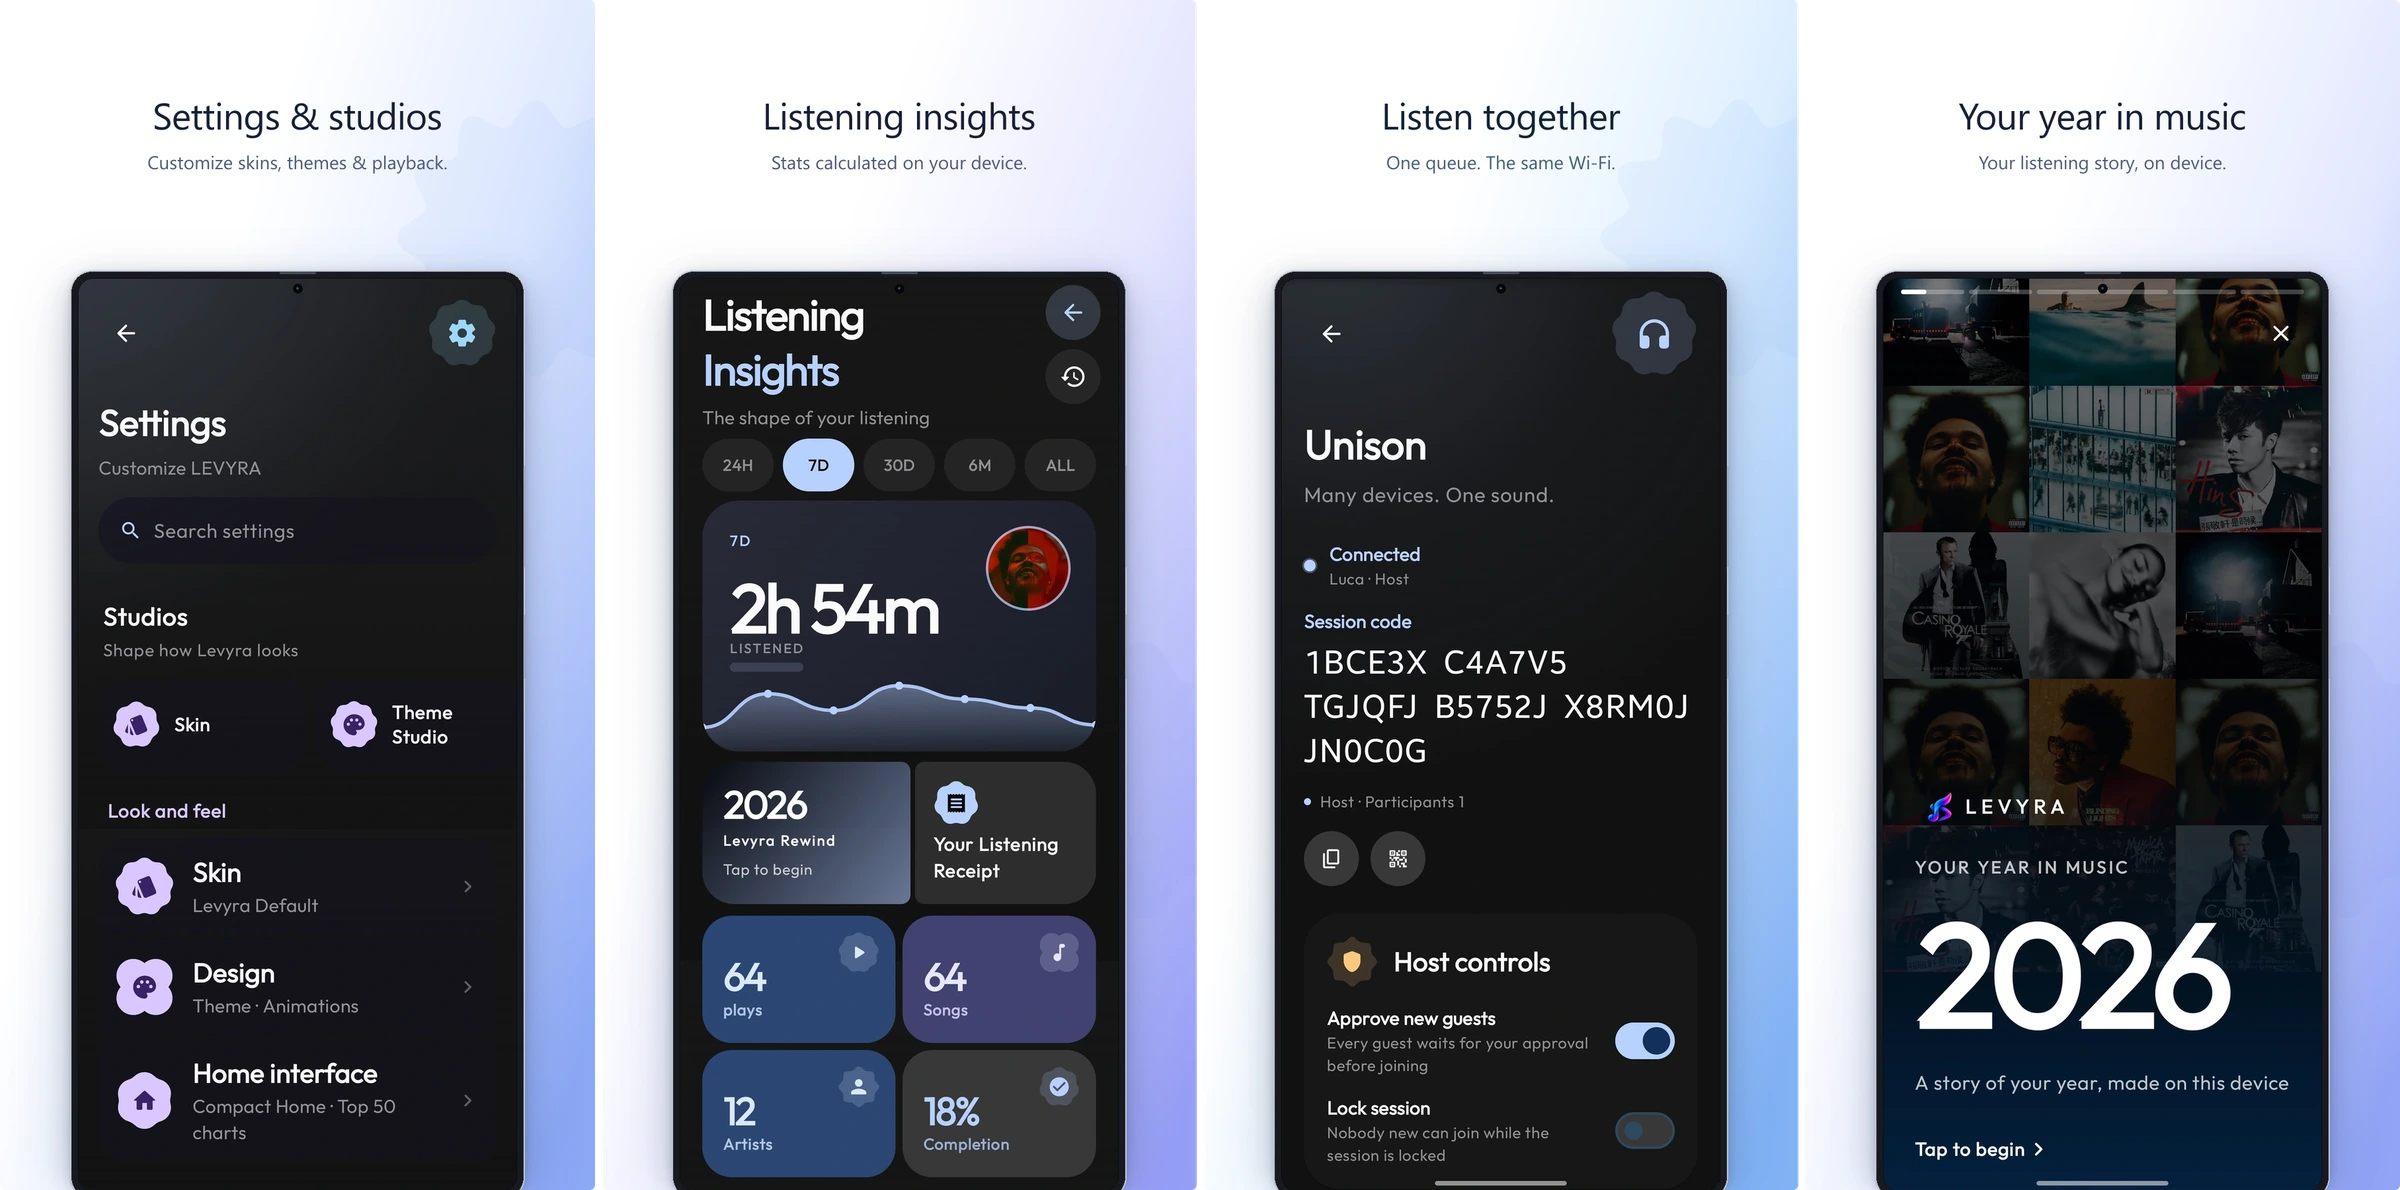 Settings & studios
Customize skins, themes & playback.
Settings
Customize LEVYRA
Search settings
Studios
Shape how Levyra looks
Skin
Theme
Studio
Look and feel
Skin
Levyra Default
Design
Theme · Animations
Home interface
Compact Home · Top 50
charts
Listening insights
Stats calculated on your device.
Listening
Insights
The shape of your listening
24H 7D 30D 6M ALL
7D
2h 54m
LISTENED
2026
Levyra Rewind
Tap to begin
Your Listening
Receipt
64
plays
64
Songs
12
Artists
18%
Completion
Listen together
One queue. The same Wi-Fi.
Unison
Many devices. One sound.
Connected
Luca · Host
Session code
1BCE3X C4A7V5
TGJQFJ B5752J X8RM0J
JN0C0G
Host · Participants 1
Host controls
Approve new guests
Every guest waits for your approval
before joining
Lock session
Nobody new can join while the
session is locked
Your year in music
Your listening story, on device.
CASINO
ROYALE
LEVYRA
YOUR YEAR IN MUSIC
CASINO
ROYALE
2026
A story of your year, made on this device
Tap to begin